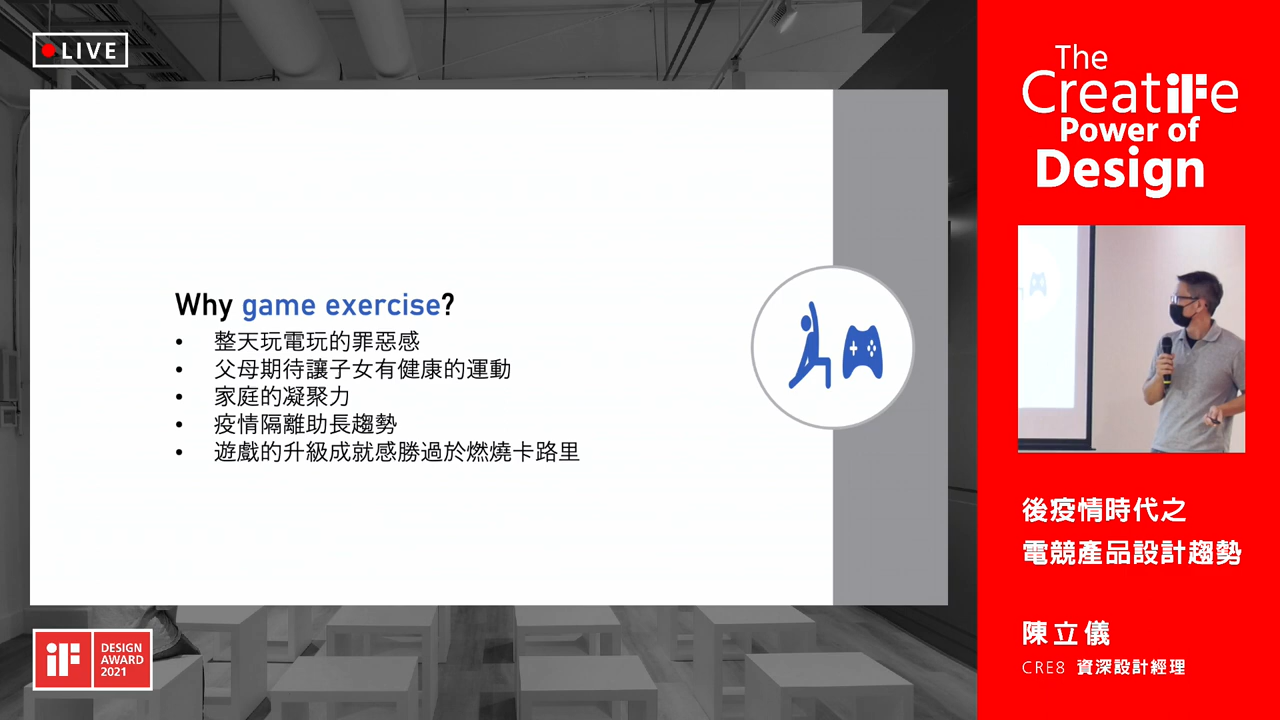 LIVE
Why game exercise?
• 整天玩電玩的罪惡感
• 父母期待讓子女有健康的運動
• 家庭的凝聚力
• 疫情隔離助長趨勢
• 遊戲的升級成就感勝過於燃燒卡路里
iF
DESIGN
AWARD
2021
The
CreatiFe
Power of
Design
後疫情時代之
電競產品設計趨勢
陳立儀
CRE8 資深設計經理